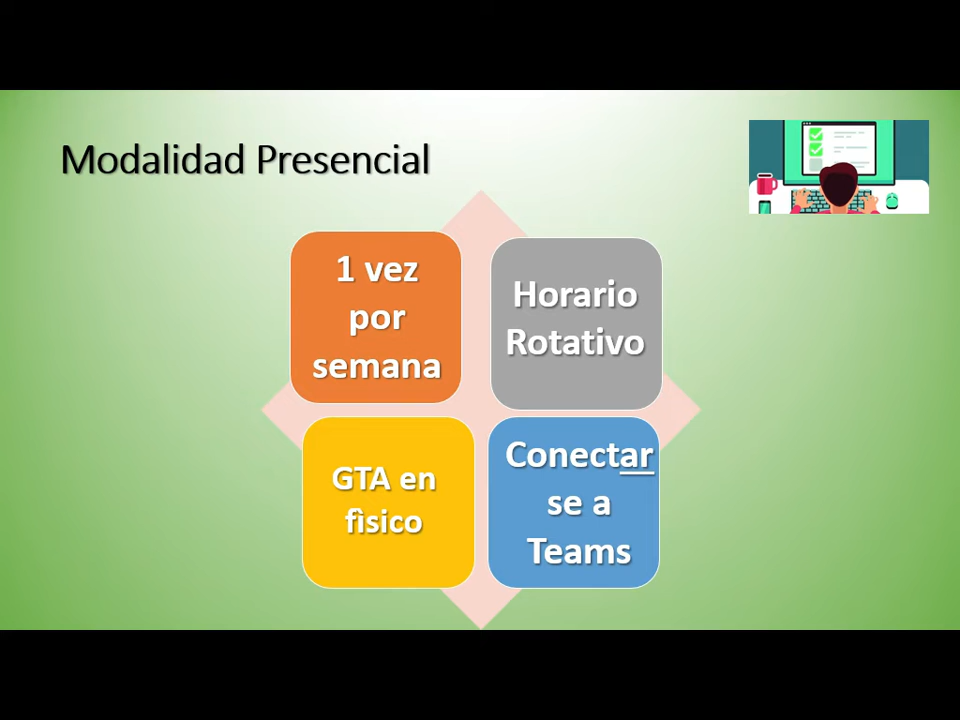 Modalidad Presencial
1 vez
por
semana
Horario
Rotativo
GTA en
fisico
Conectar
se a
Teams